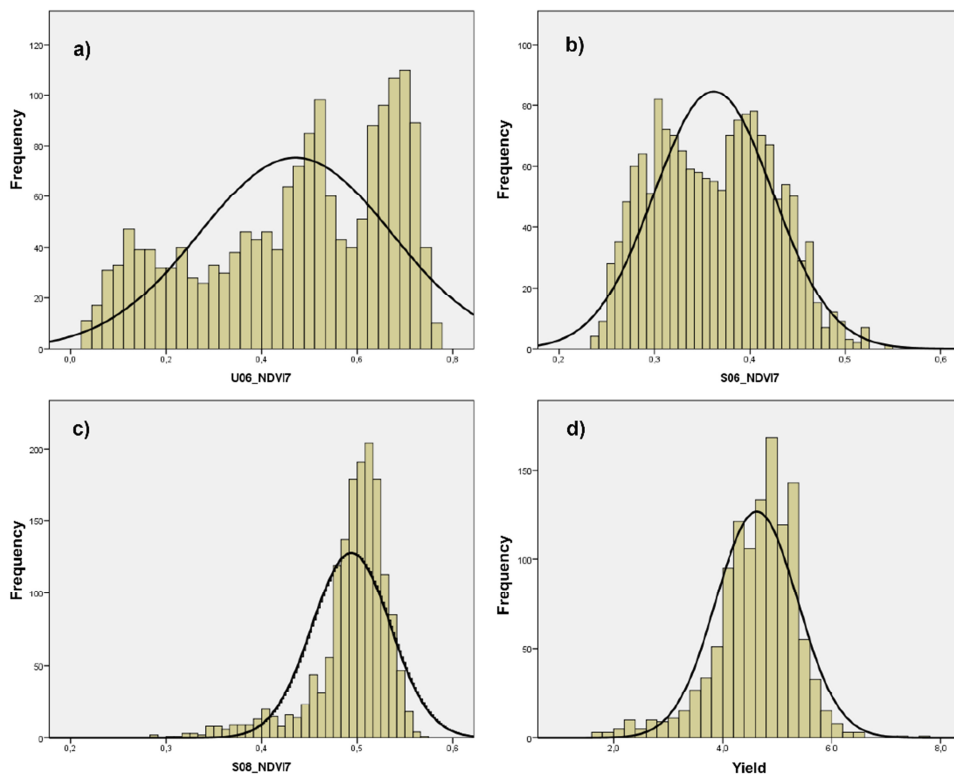 a)
Frequency
120
100
80
60
40
20
0
0,0 0,2 0,4 0,6 0,8
U06_NDVI7
b)
Frequency
100
80
60
40
20
0
0,2 0,3 0,4 0,5 0,6
S06_NDVI7
c)
Frequency
200
150
100
50
0
0,2 0,3 0,4 0,5 0,6
S08_NDVI7
d)
Frequency
150
100
50
0
2,0 4,0 6 0 8,0
Yield